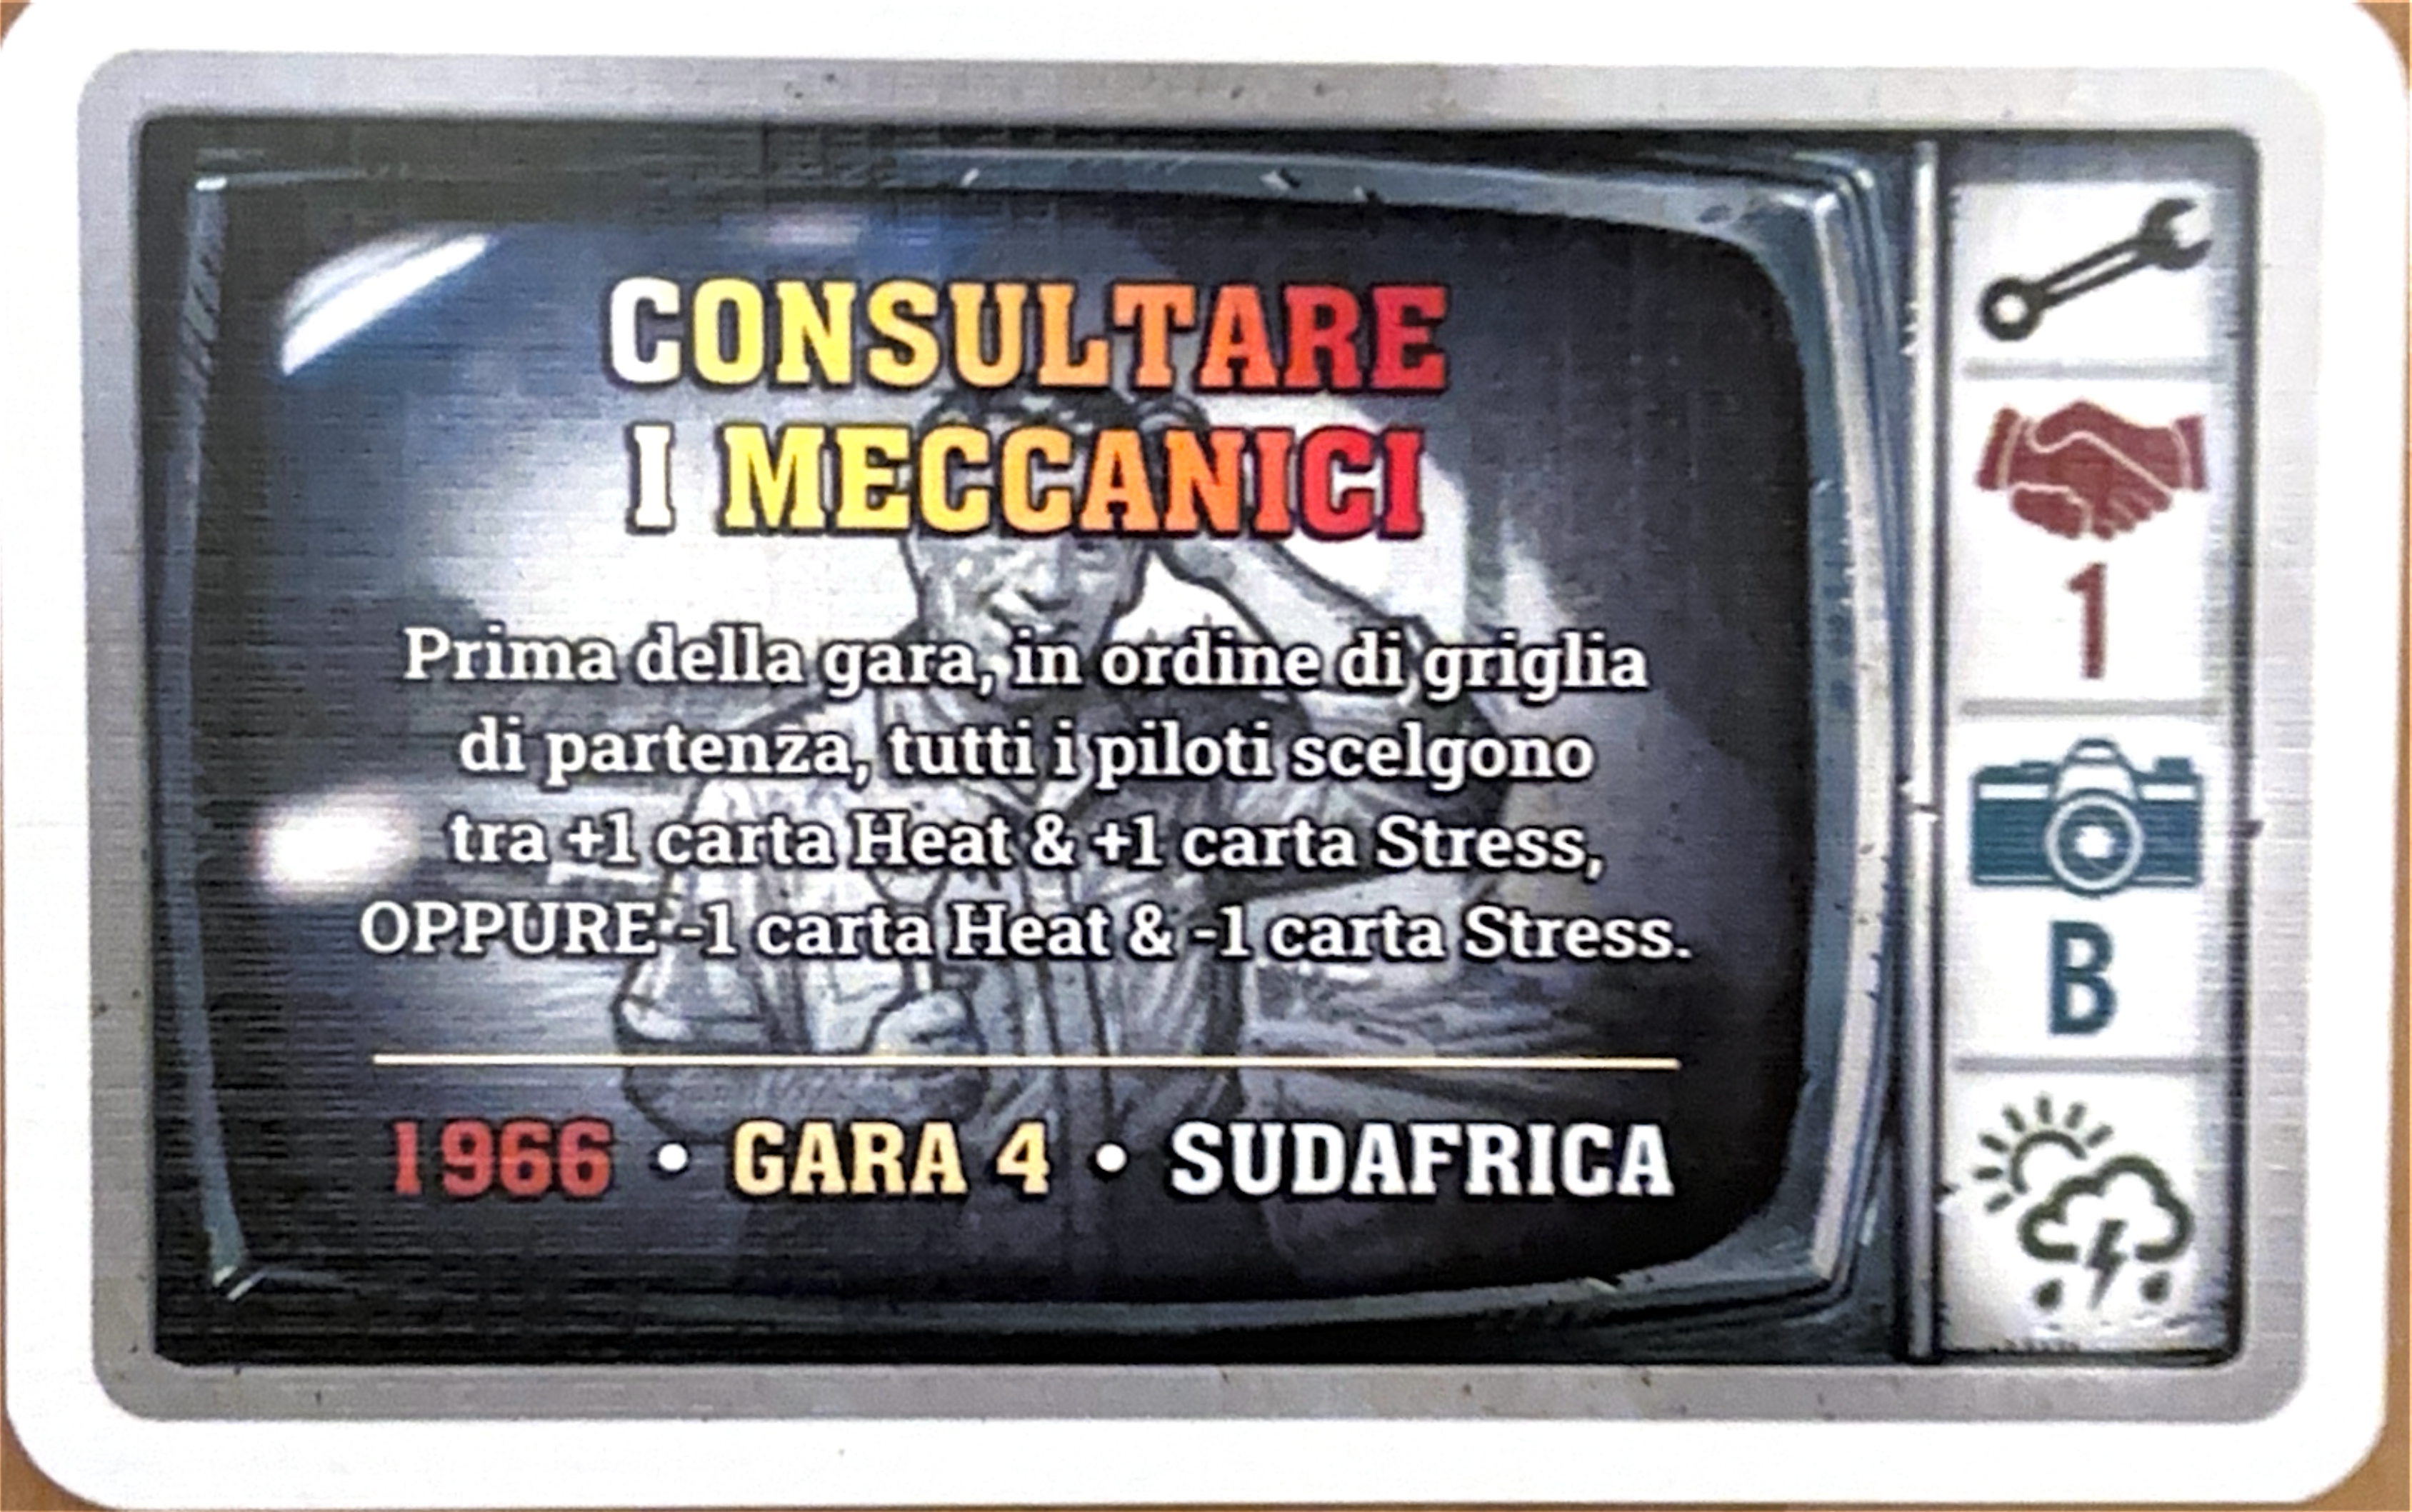 CONSULTARE
I MECCANICI
Prima della gara, in ordine di griglia
di partenza, tutti i piloti scelgono
tra +1 carta Heat & +1 carta Stress,
OPPURE -1 carta Heat & -1 carta Stress.
1966 • GARA 4 • SUDAFRICA
1
B